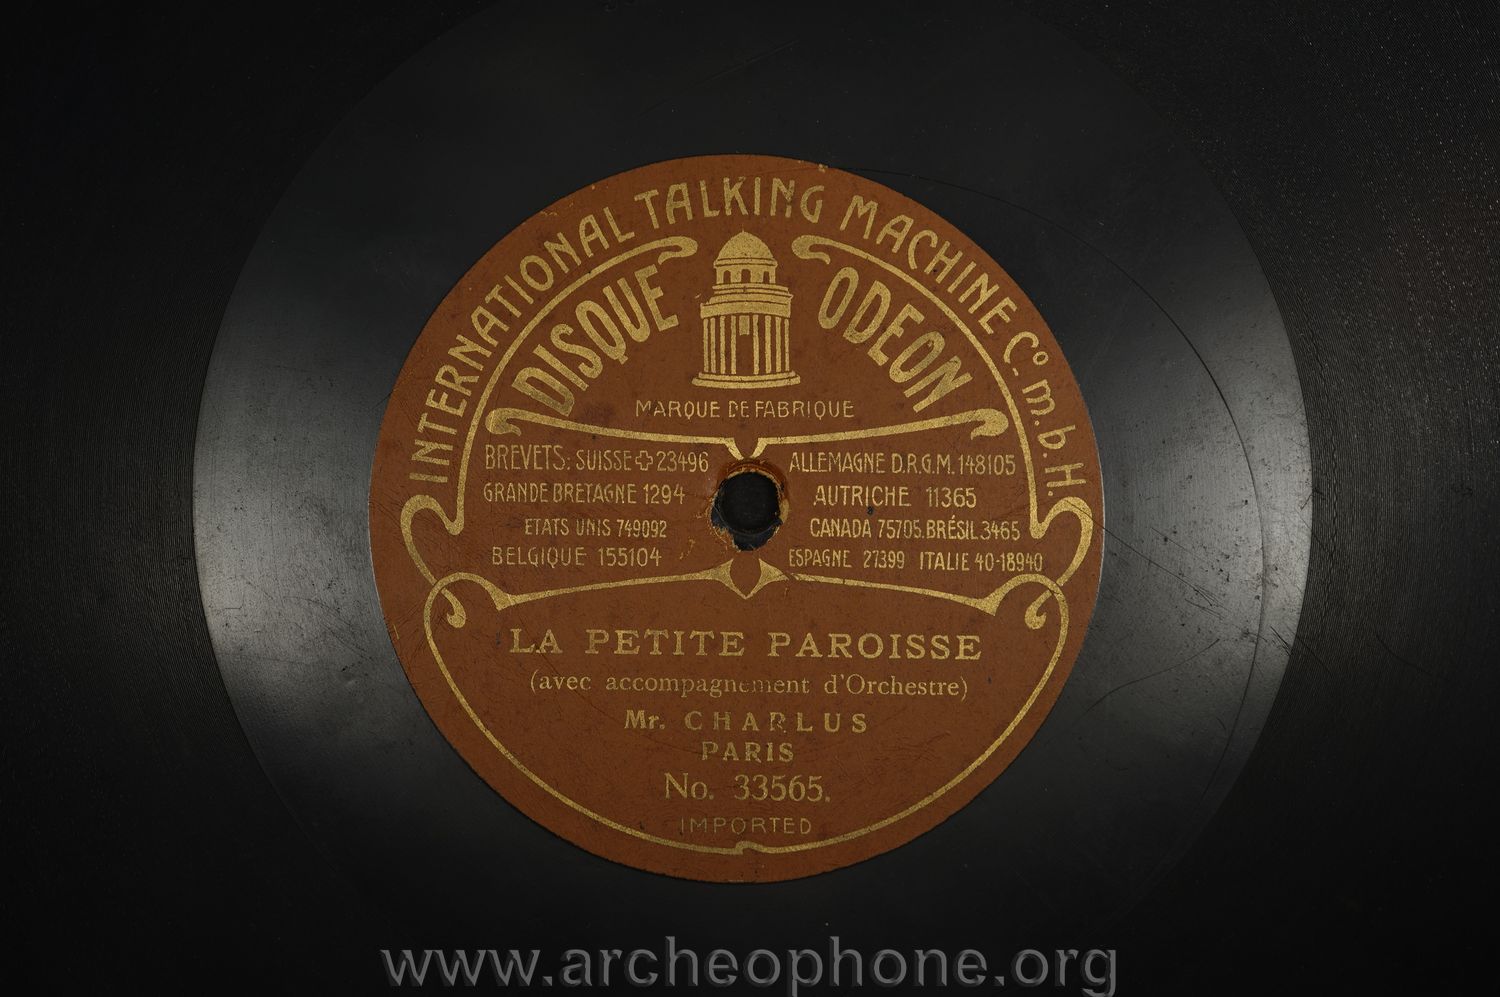 INTERNATIONAL TALKING MACHINE Co. m.b.H.
DISQUE ODEON
MARQUE DE FABRIQUE
BREVETS: SUISSE 23496
GRANDE BRETAGNE 1294
ETATS UNIS 749092
BELGIQUE 155104
ALLEMAGNE D.R.G.M. 148105
AUTRICHE 11365
CANADA 75705. BRÉSIL 3465
ESPAGNE 27399 ITALIE 40-18940
LA PETITE PAROISSE
(avec accompagnement d'Orchestre)
Mr. CHARLUS
PARIS
No. 33565.
IMPORTED
www.archeophone.org